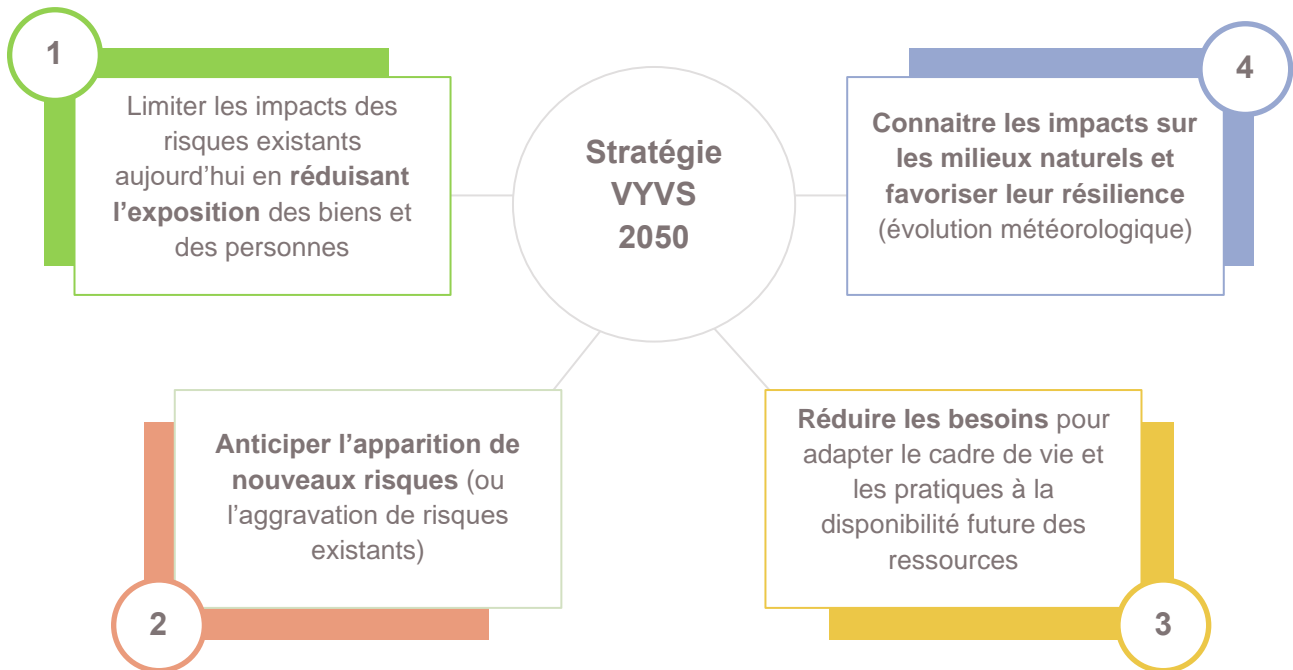 1
Limiter les impacts des
risques existants
aujourd’hui en réduisant
l’exposition des biens et
des personnes
Stratégie
VYVS
2050
4
Connaitre les impacts sur
les milieux naturels et
favoriser leur résilience
(évolution météorologique)
Anticiper l’apparition de
nouveaux risques (ou
l’aggravation de risques
existants)
2
Réduire les besoins pour
adapter le cadre de vie et
les pratiques à la
disponibilité future des
ressources
3